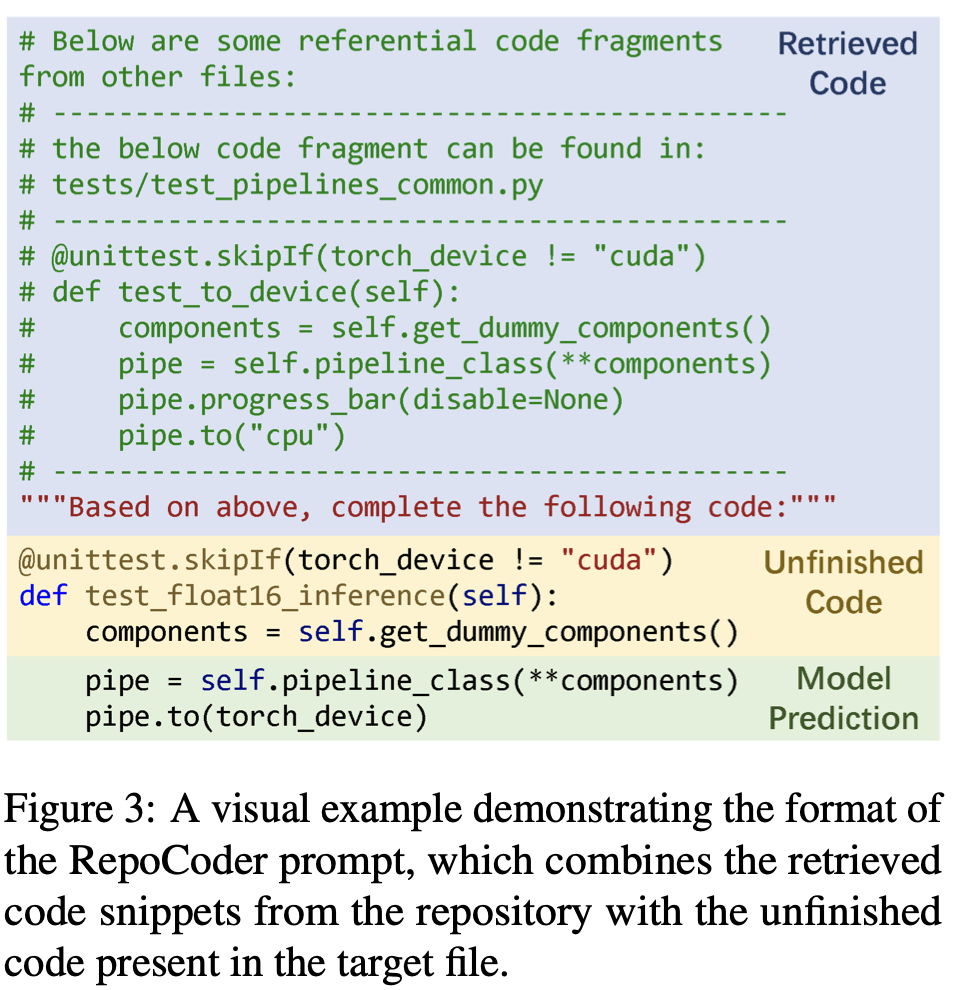 # Below are some referential code fragments
from other files:
# ---------------------------------------------
# the below code fragment can be found in:
# tests/test_pipelines_common.py
# ---------------------------------------------
# @unittest.skipIf(torch_device != "cuda")
# def test_to_device(self):
#     components = self.get_dummy_components()
#     pipe = self.pipeline_class(**components)
#     pipe.progress_bar(disable=None)
#     pipe.to("cpu")
# ---------------------------------------------
"""Based on above, complete the following code:"""
Retrieved
Code
@unittest.skipIf(torch_device != "cuda")
def test_float16_inference(self):
    components = self.get_dummy_components()
Unfinished
Code
    pipe = self.pipeline_class(**components)
    pipe.to(torch_device)
Model
Prediction
Figure 3: A visual example demonstrating the format of
the RepoCoder prompt, which combines the retrieved
code snippets from the repository with the unfinished
code present in the target file.